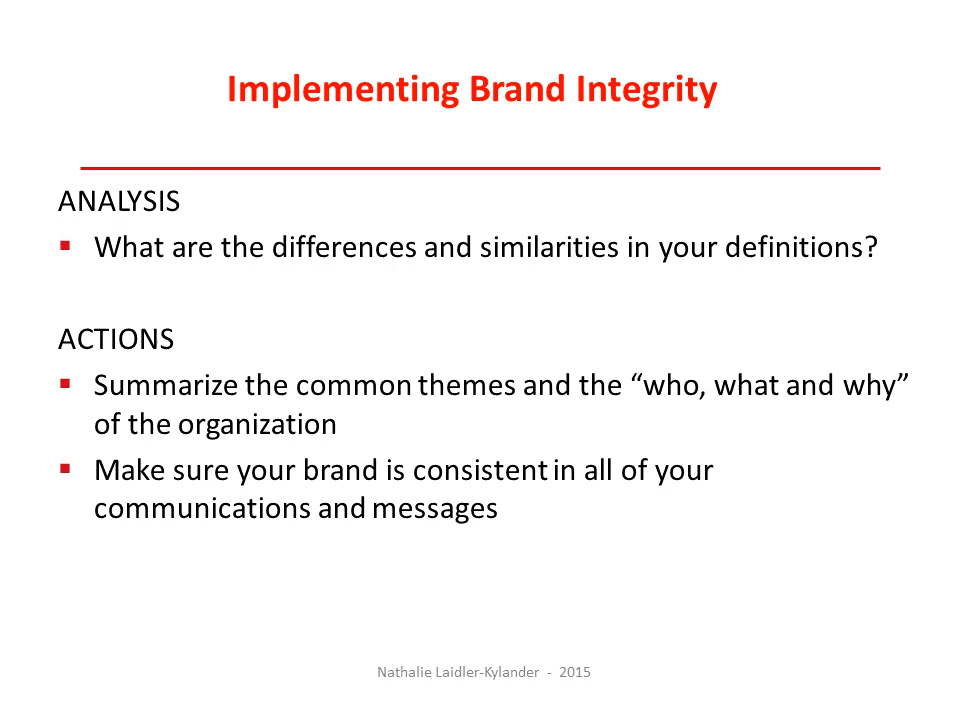 Implementing Brand Integrity
ANALYSIS
▪ What are the differences and similarities in your definitions?
ACTIONS
▪ Summarize the common themes and the “who, what and why”
of the organization
▪ Make sure your brand is consistent in all of your
communications and messages
Nathalie Laidler-Kylander - 2015